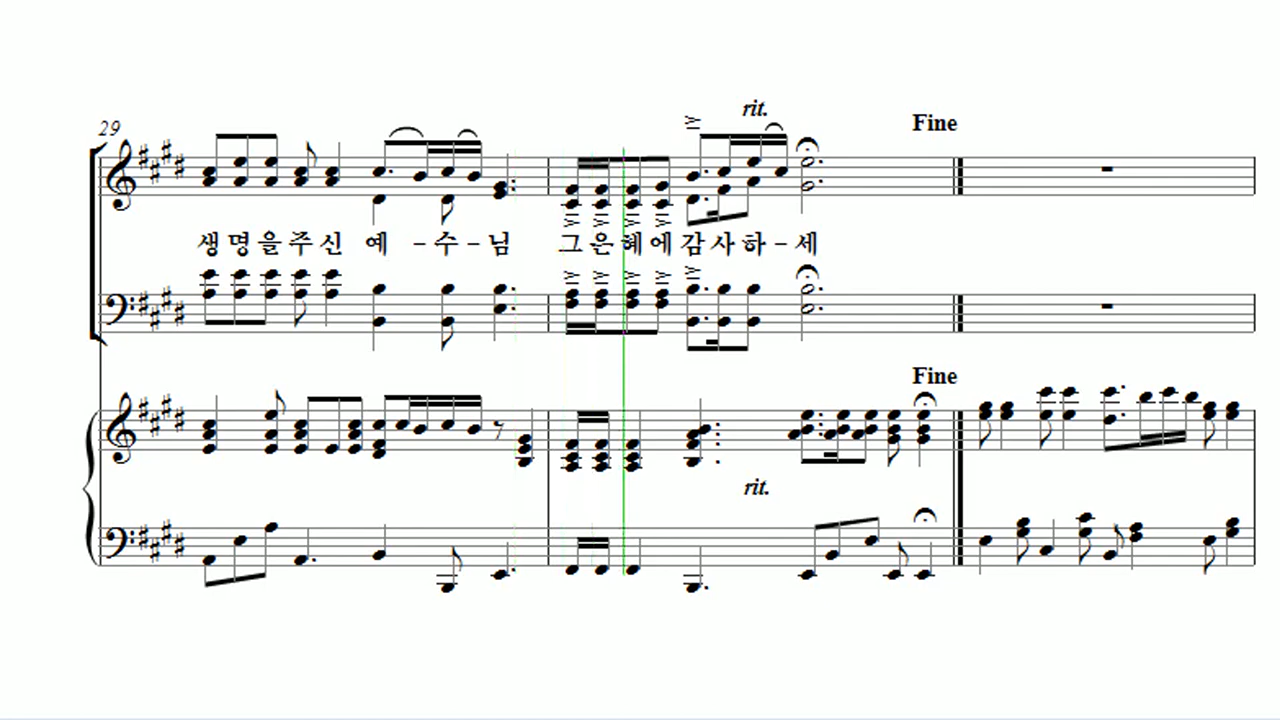 rit.
29
Fine
생 명 을 주 신 예 - 수 - 님 그 은 혜 에 감 사 하 - 세
Fine
rit.